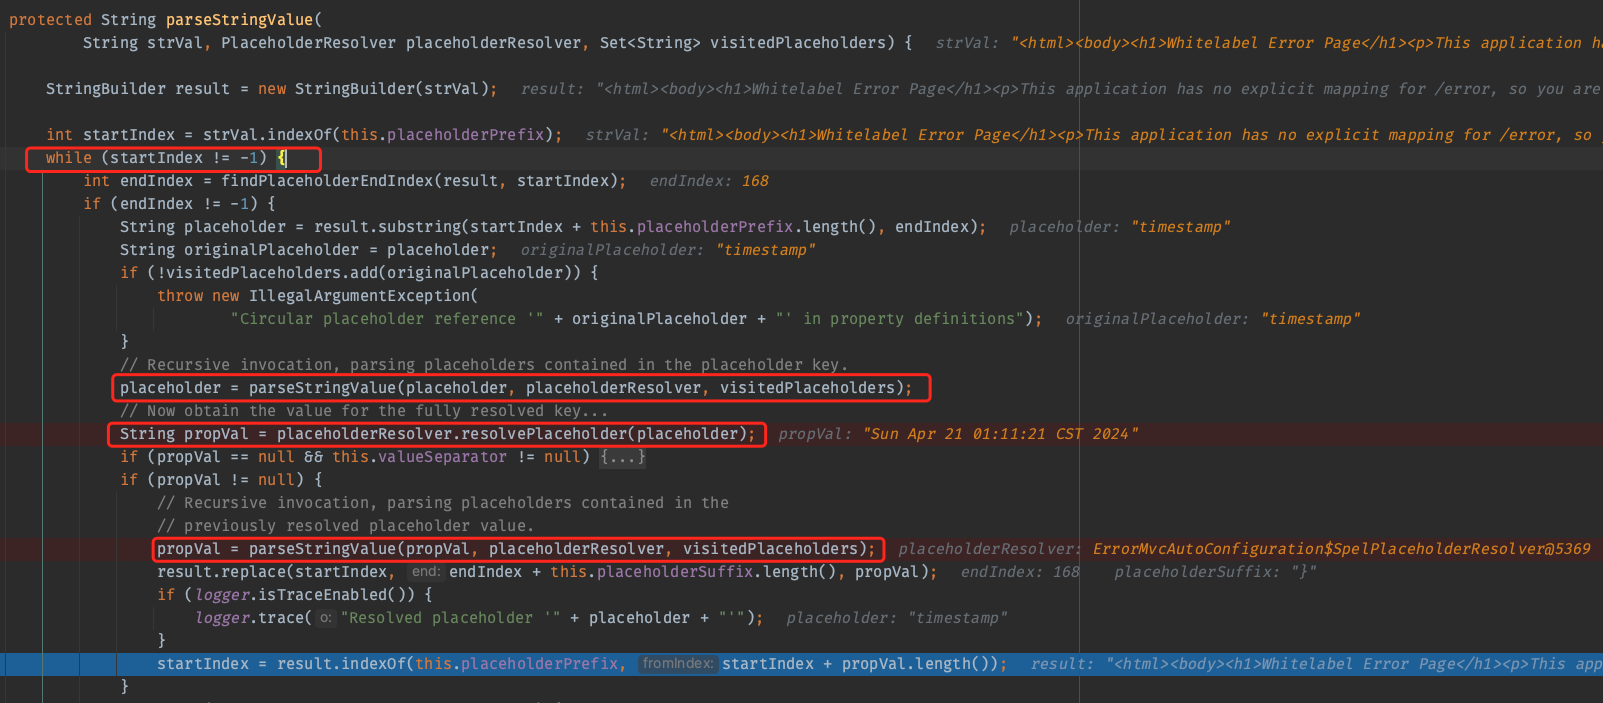 protected String parseStringValue(
String strVal, PlaceholderResolver placeholderResolver, Set<String> visitedPlaceholders) { strVal: "<html><body><h1>Whitelabel Error Page</h1><p>This application h
StringBuilder result = new StringBuilder(strVal); result: "<html><body><h1>Whitelabel Error Page</h1><p>This application has no explicit mapping for /error, so you are
int startIndex = strVal.indexOf(this.placeholderPrefix); strVal: "<html><body><h1>Whitelabel Error Page</h1><p>This application has no explicit mapping for /error, so
while (startIndex != -1) {
int endIndex = findPlaceholderEndIndex(result, startIndex); endIndex: 168
if (endIndex != -1) {
String placeholder = result.substring(startIndex + this.placeholderPrefix.length(), endIndex); placeholder: "timestamp"
String originalPlaceholder = placeholder; originalPlaceholder: "timestamp"
if (!visitedPlaceholders.add(originalPlaceholder)) {
throw new IllegalArgumentException(
"Circular placeholder reference '" + originalPlaceholder + "' in property definitions"); originalPlaceholder: "timestamp"
}
// Recursive invocation, parsing placeholders contained in the placeholder key.
placeholder = parseStringValue(placeholder, placeholderResolver, visitedPlaceholders);
// Now obtain the value for the fully resolved key...
String propVal = placeholderResolver.resolvePlaceholder(placeholder); propVal: "Sun Apr 21 01:11:21 CST 2024"
if (propVal == null && this.valueSeparator != null) {...}
if (propVal != null) {
// Recursive invocation, parsing placeholders contained in the
// previously resolved placeholder value.
propVal = parseStringValue(propVal, placeholderResolver, visitedPlaceholders); placeholderResolver: ErrorMvcAutoConfiguration$SpelPlaceholderResolver@5369
result.replace(startIndex, end: endIndex + this.placeholderSuffix.length(), propVal); endIndex: 168 placeholderSuffix: "}"
if (logger.isTraceEnabled()) {
logger.trace( o: "Resolved placeholder '" + placeholder + "'"); placeholder: "timestamp"
}
startIndex = result.indexOf(this.placeholderPrefix, fromIndex: startIndex + propVal.length()); result: "<html><body><h1>Whitelabel Error Page</h1><p>This app
}